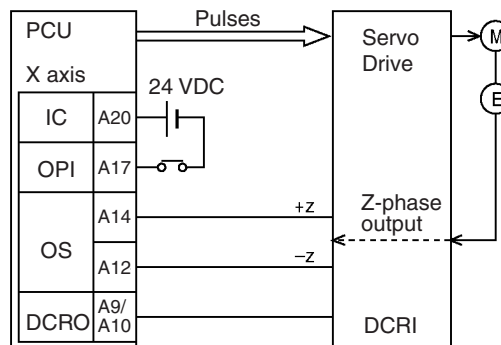 PCU
Pulses
Servo
Drive
M
E
X axis
24 VDC
IC
A20
OPI
A17
OS
A14
+z
Z-phase
output
A12
−z
DCRO
A9/
A10
DCRI